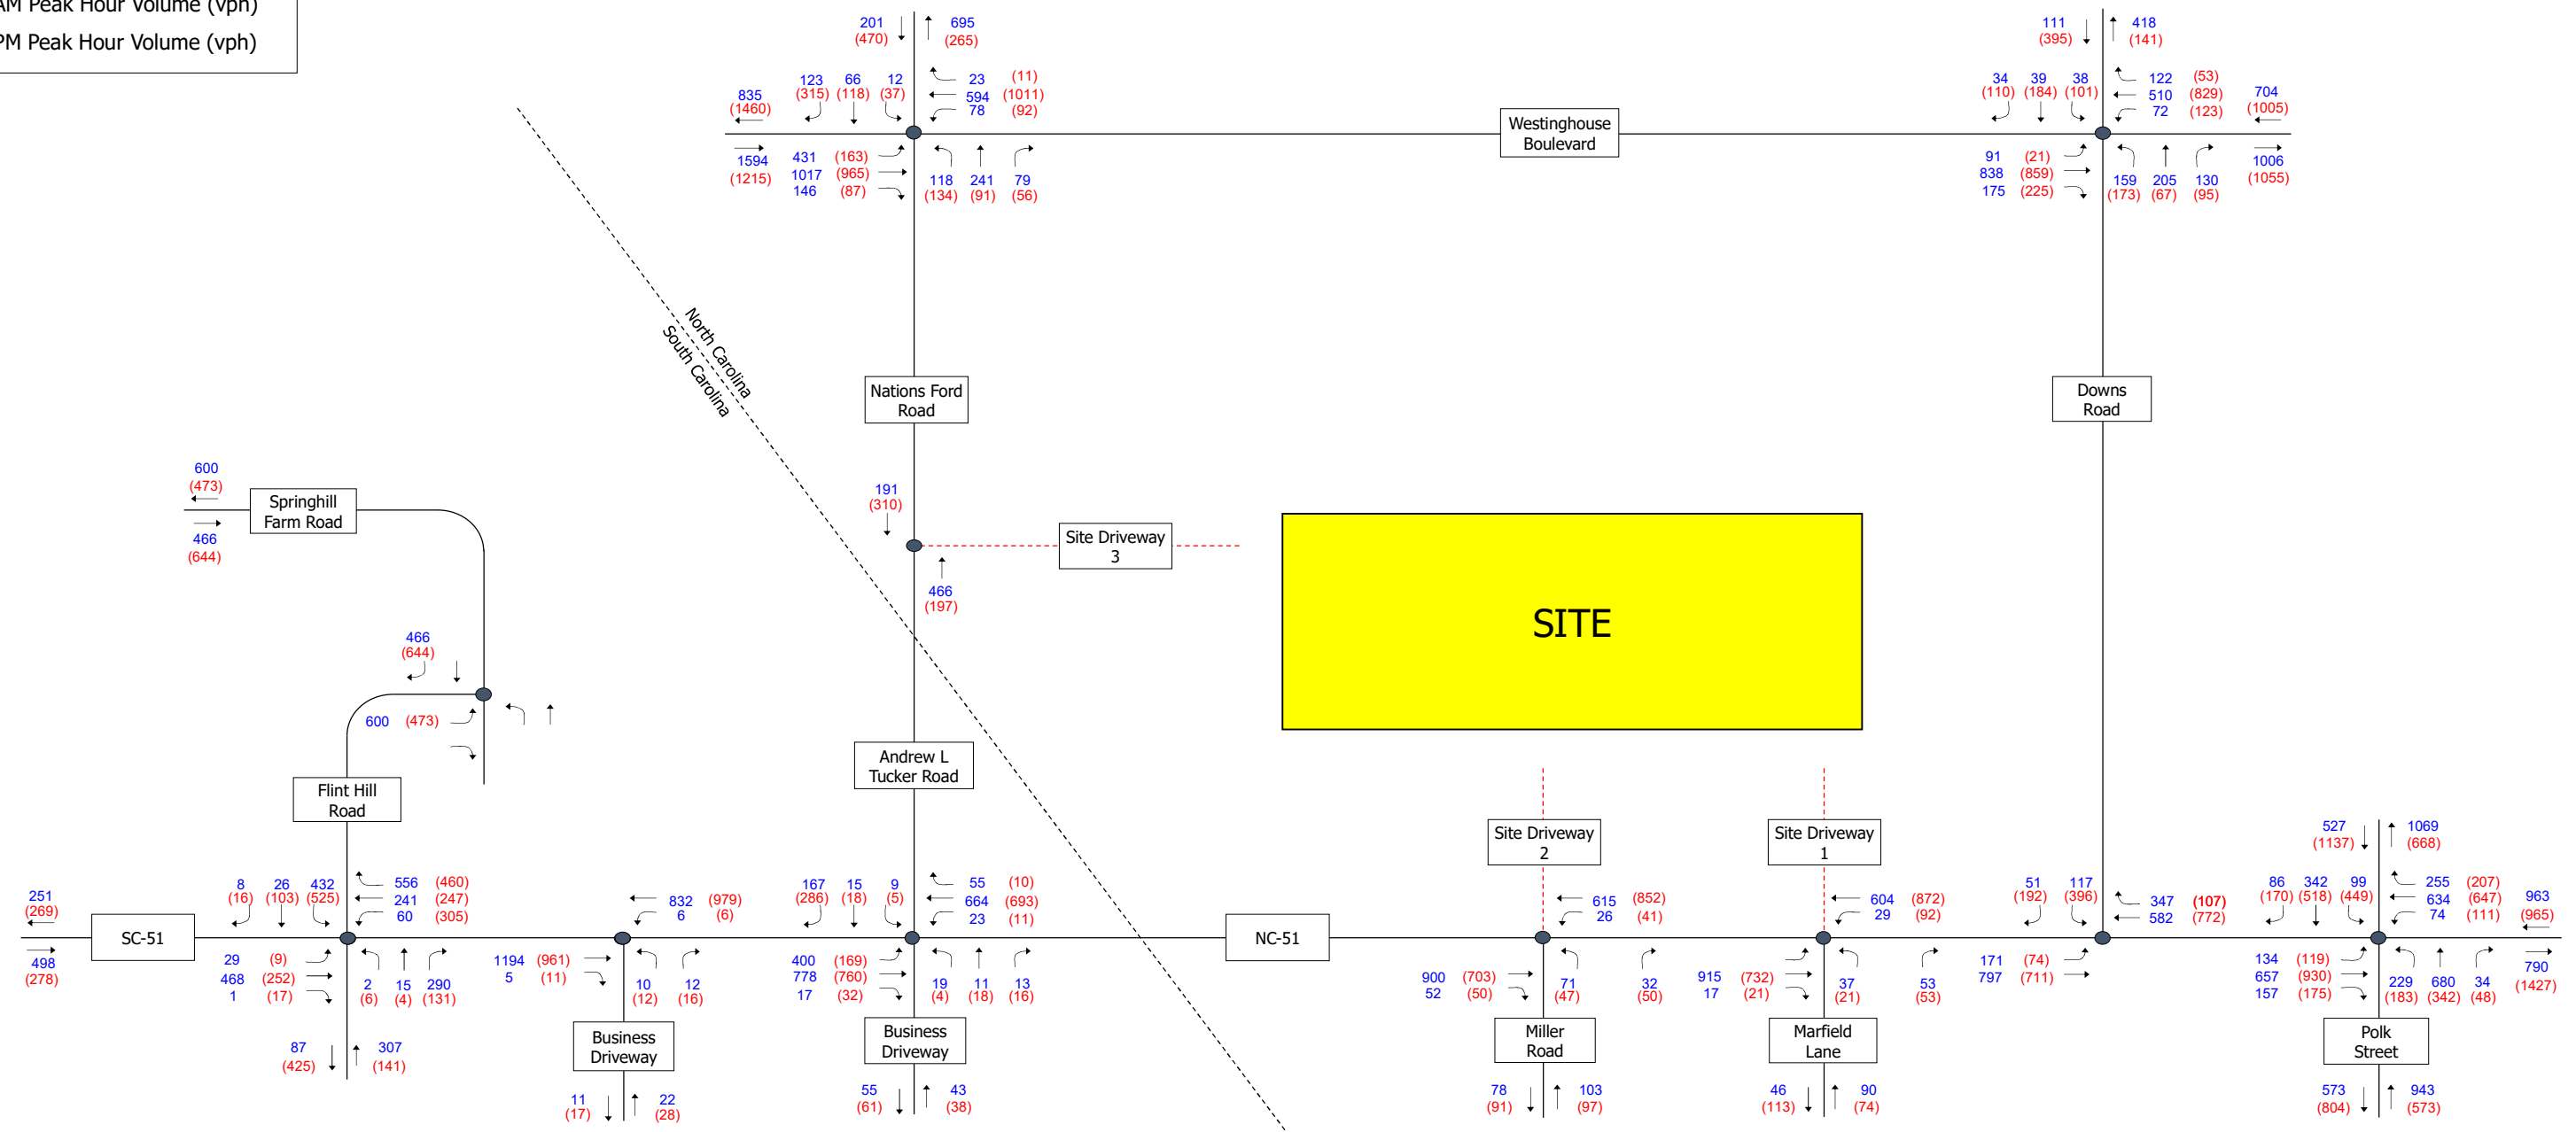 AM Peak Hour Volume (vph)
PM Peak Hour Volume (vph)
201 695
(470) (265)
123 66 12
(315) (118) (37)
23 (11)
594 (1011)
78 (92)
835
(1460)
1594
(1215)
431 (163)
1017 (965)
146 (87)
118 241 79
(134) (91) (56)
Westinghouse
Boulevard
111 418
(395) (141)
34 39 38
(110) (184) (101)
122 (53)
510 (829)
72 (123)
704
(1005)
91 (21)
838 (859)
175 (225)
159 205 130
(173) (67) (95)
1006
(1055)
North Carolina
South Carolina
Nations Ford
Road
Downs
Road
600
(473)
Springhill
Farm Road
466
(644)
191
(310)
Site Driveway
3
466
(197)
SITE
466
(644)
600 (473)
Flint Hill
Road
Andrew L
Tucker Road
Site Driveway
2
Site Driveway
1
527 1069
(1137) (668)
251
(269)
SC-51
498
(278)
8 26 432
(16) (103) (525)
556 (460)
241 (247)
60 (305)
29 (9)
468 (252)
1 (17)
2 15 290
(6) (4) (131)
87 307
(425) (141)
832 (979)
6 (6)
1194 (961)
5 (11)
10 12
(12) (16)
Business
Driveway
11 22
(17) (28)
167 15 9
(286) (18) (5)
55 (10)
664 (693)
23 (11)
400 (169)
778 (760)
17 (32)
19 11 13
(4) (18) (16)
Business
Driveway
55 43
(61) (38)
NC-51
615 (852)
26 (41)
900 (703)
52 (50)
71 32
(47) (50)
Miller
Road
78 103
(91) (97)
604 (872)
29 (92)
915 (732)
17 (21)
37 53
(21) (53)
Marfield
Lane
46 90
(113) (74)
51 117
(192) (396)
347 (107)
582 (772)
171 (74)
797 (711)
86 342 99
(170) (518) (449)
255 (207)
634 (647)
74 (111)
963
(965)
134 (119)
657 (930)
157 (175)
229 680 34
(183) (342) (48)
790
(1427)
Polk
Street
573 943
(804) (573)